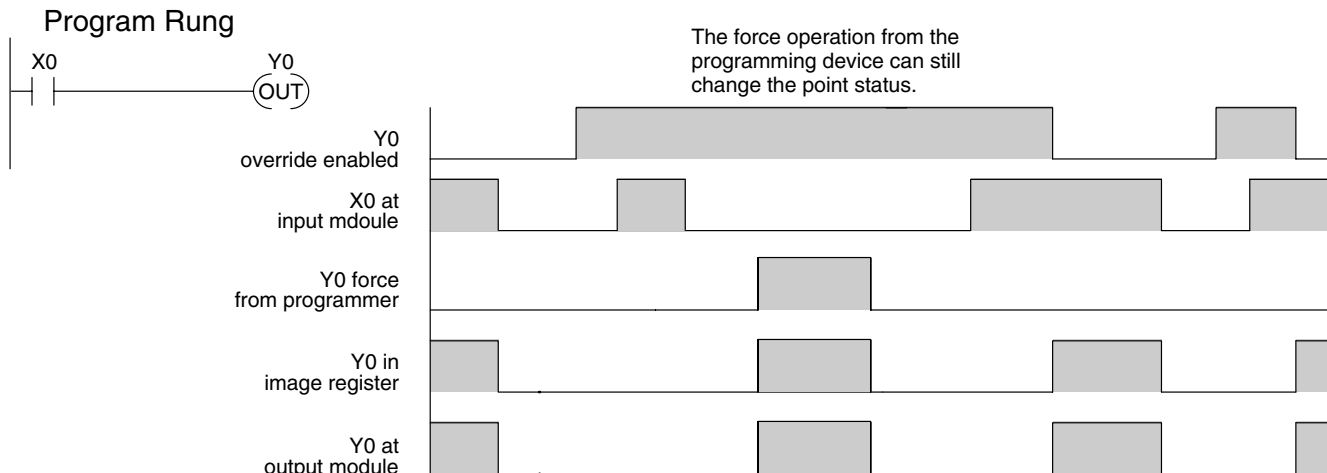 Program Rung
X0
Y0
OUT
The force operation from the
programming device can still
change the point status.
Y0
override enabled
X0 at
input mdoule
Y0 force
from programmer
Y0 in
image register
Y0 at
output module